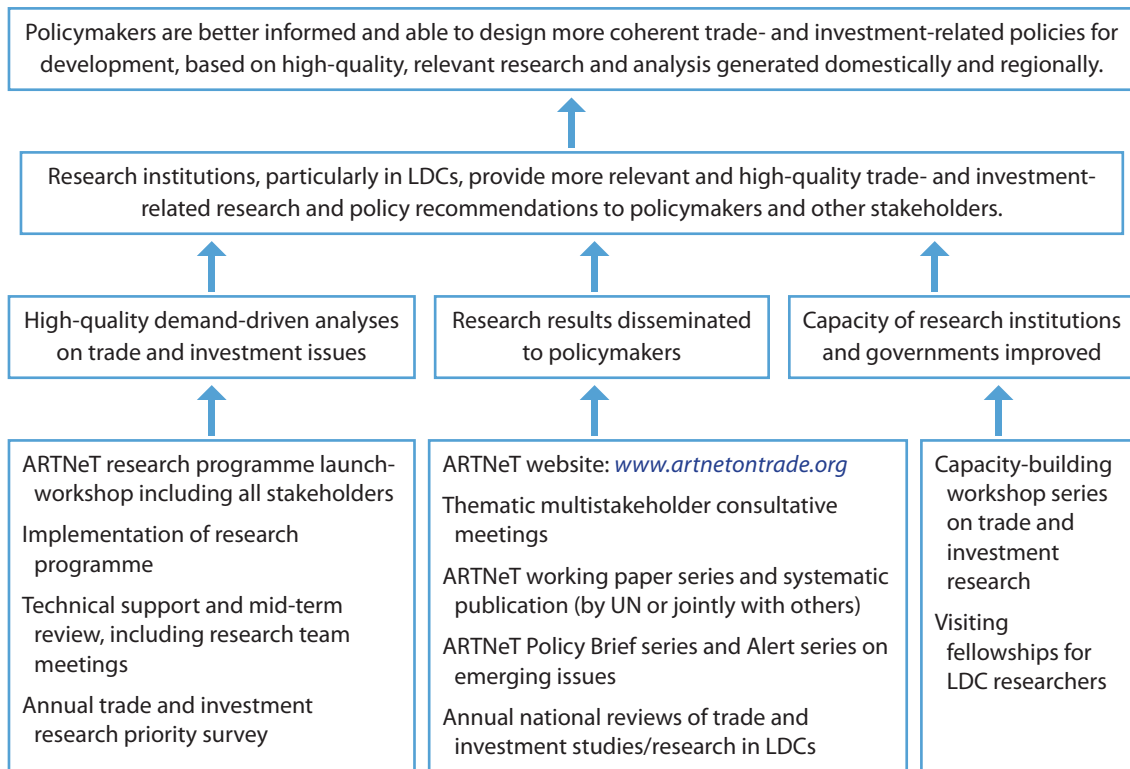 Policymakers are better informed and able to design more coherent trade- and investment-related policies for
development, based on high-quality, relevant research and analysis generated domestically and regionally.
Research institutions, particularly in LDCs, provide more relevant and high-quality trade- and investment-
related research and policy recommendations to policymakers and other stakeholders.
High-quality demand-driven analyses
on trade and investment issues
Research results disseminated
to policymakers
Capacity of research institutions
and governments improved
ARTNeT research programme launch-
workshop including all stakeholders
Implementation of research
programme
Technical support and mid-term
review, including research team
meetings
Annual trade and investment
research priority survey
ARTNeT website: www.artnetontrade.org
Thematic multistakeholder consultative
meetings
ARTNeT working paper series and systematic
publication (by UN or jointly with others)
ARTNeT Policy Brief series and Alert series on
emerging issues
Annual national reviews of trade and
investment studies/research in LDCs
Capacity-building
workshop series
on trade and
investment
research
Visiting
fellowships for
LDC researchers